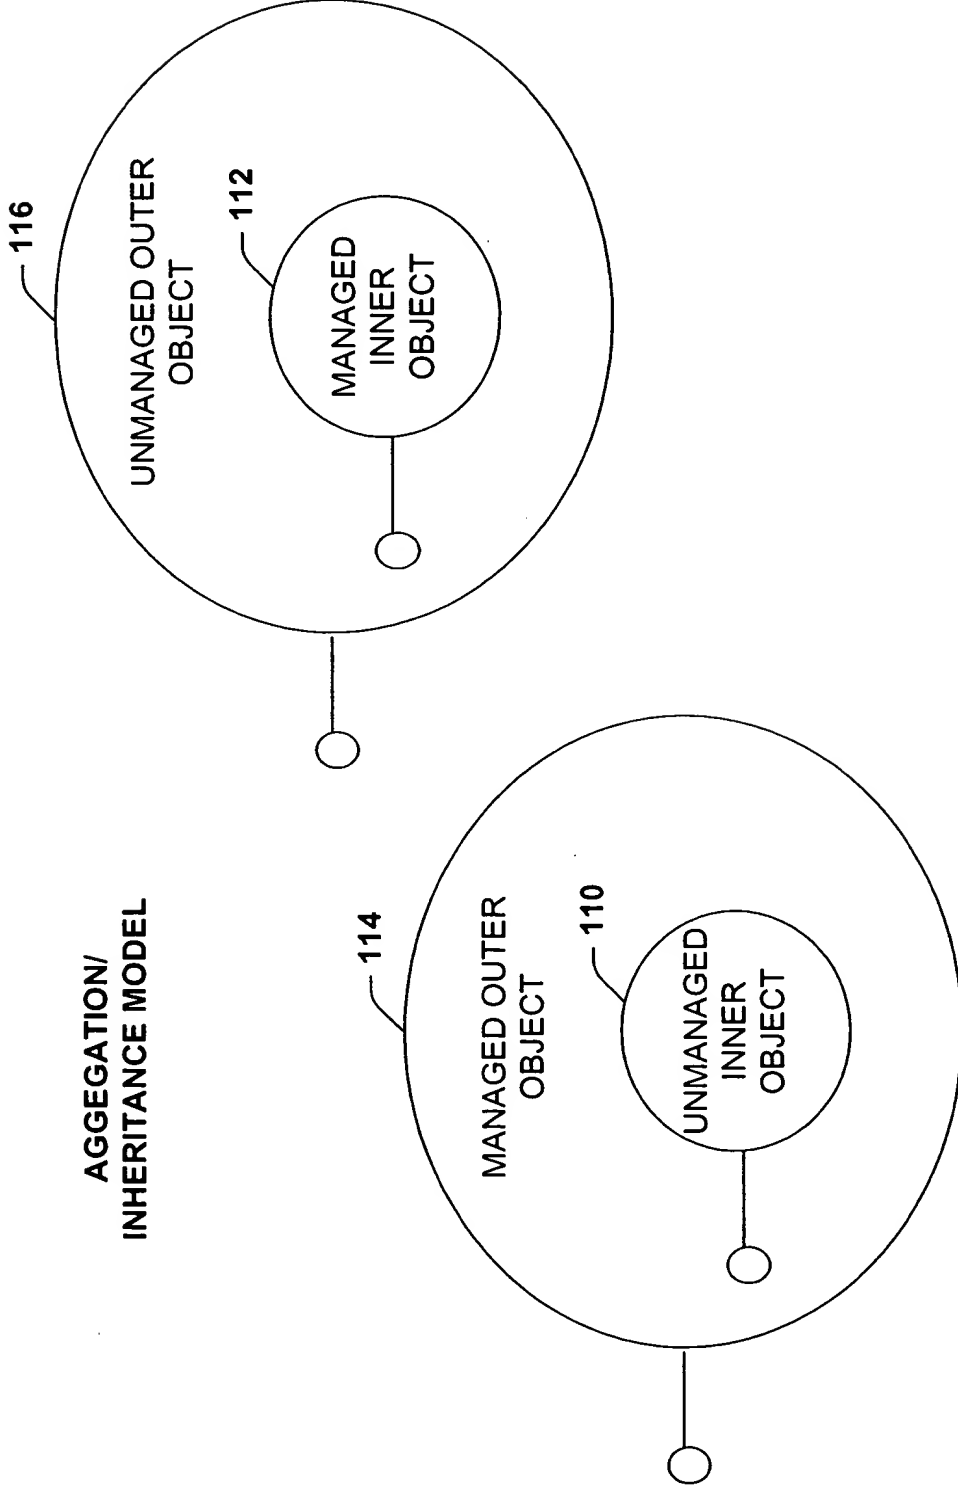 AGGEGATION/
INHERITANCE MODEL
114
MANAGED OUTER
OBJECT
110
UNMANAGED
INNER
OBJECT
116
UNMANAGED OUTER
OBJECT
112
MANAGED
INNER
OBJECT